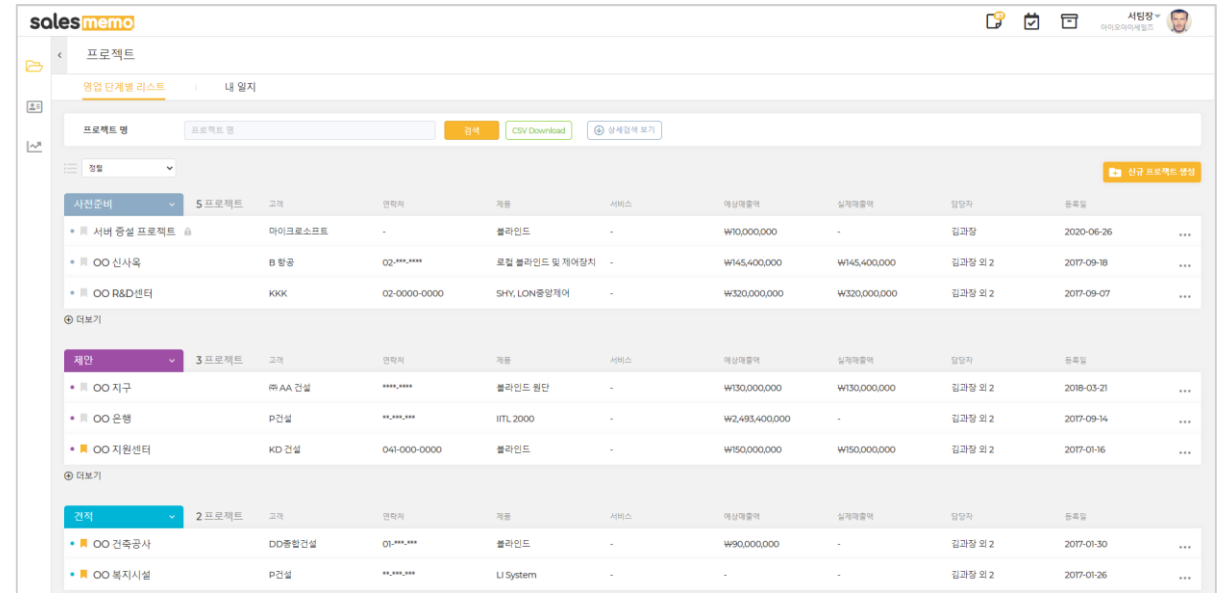 sales memo
서팀장
아이오아이세일즈
프로젝트
영업 단계별 리스트 내 일지
프로젝트 명 프로젝트 명 검색 CSV Download 상세검색 보기
정렬 신규 프로젝트 생성
사전준비 5 프로젝트 고객 연락처 제품 서비스 예상매출액 실제매출액 담당자 등록일
서버 증설 프로젝트 마이크로소프트 - 블라인드 - ₩10,000,000 - 김과장 2020-06-26 ...
OO 신사옥 B 항공 02-***-**** 로컬 블라인드 및 제어장치 - ₩145,400,000 ₩145,400,000 김과장 외 2 2017-09-18 ...
OO R&D센터 KKK 02-0000-0000 SHY, LON중앙제어 - ₩320,000,000 ₩320,000,000 김과장 외 2 2017-09-07 ...
더보기
제안 3 프로젝트 고객 연락처 제품 서비스 예상매출액 실제매출액 담당자 등록일
OO 지구 ㈜ AA 건설 ****-**** 블라인드 원단 - ₩130,000,000 ₩130,000,000 김과장 외 2 2018-03-21 ...
OO 은행 P건설 **-***-*** IITL 2000 - ₩2,493,400,000 - 김과장 외 2 2017-09-14 ...
OO 지원센터 KD 건설 041-000-0000 블라인드 - ₩150,000,000 ₩150,000,000 김과장 외 2 2017-01-16 ...
더보기
견적 2 프로젝트 고객 연락처 제품 서비스 예상매출액 실제매출액 담당자 등록일
OO 건축공사 DD종합건설 01-***-*** 블라인드 - ₩90,000,000 - 김과장 외 2 2017-01-30 ...
OO 복지시설 P건설 **-***-*** LI System - - - 김과장 외 2 2017-01-26 ...